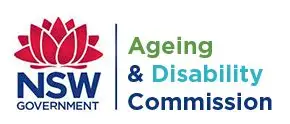 NSW
GOVERNMENT
Ageing
& Disability
Commission